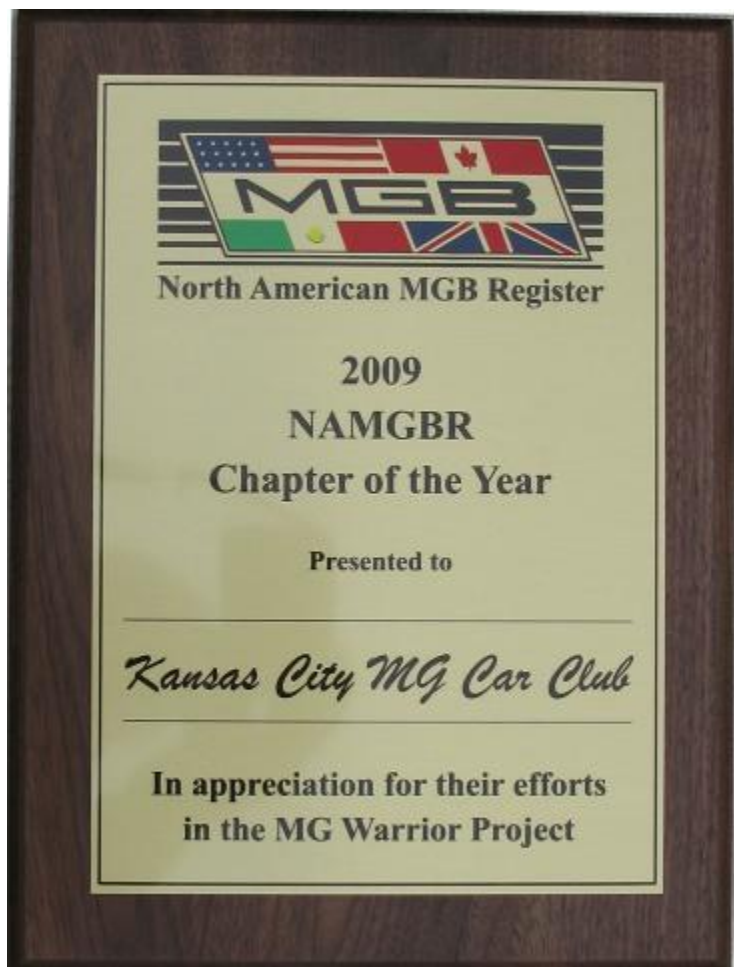 MGB
North American MGB Register
2009
NAMGBR
Chapter of the Year
Presented to
Kansas City MG Car Club
In appreciation for their efforts
in the MG Warrior Project